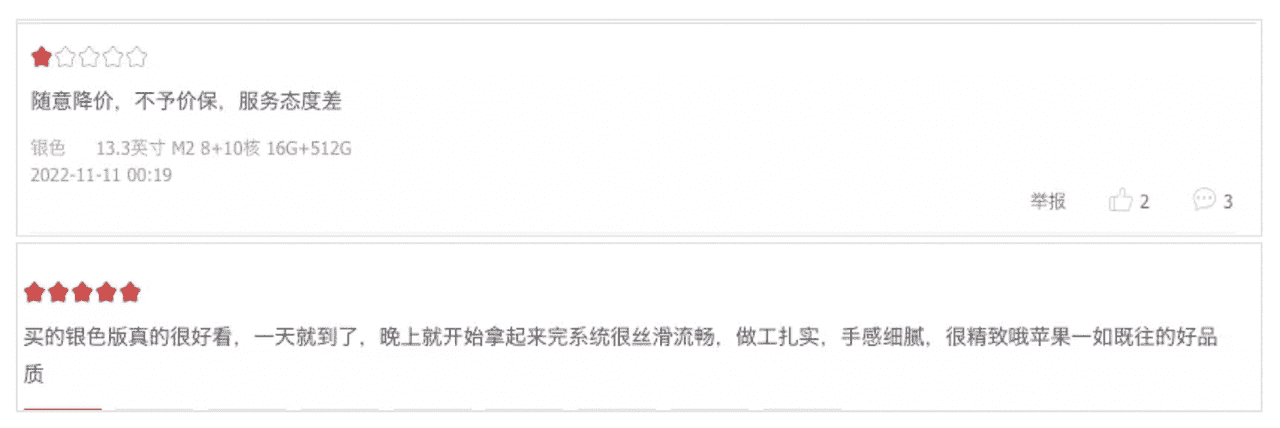 随意降价，不予价保，服务态度差
银色 13.3英寸 M2 8+10核 16G+512G
2022-11-11 00:19
举报 2 3
买的银色版真的很好看，一天就到了，晚上就开始拿起来完系统很丝滑流畅，做工扎实，手感细腻，很精致哦苹果一如既往的好品
质